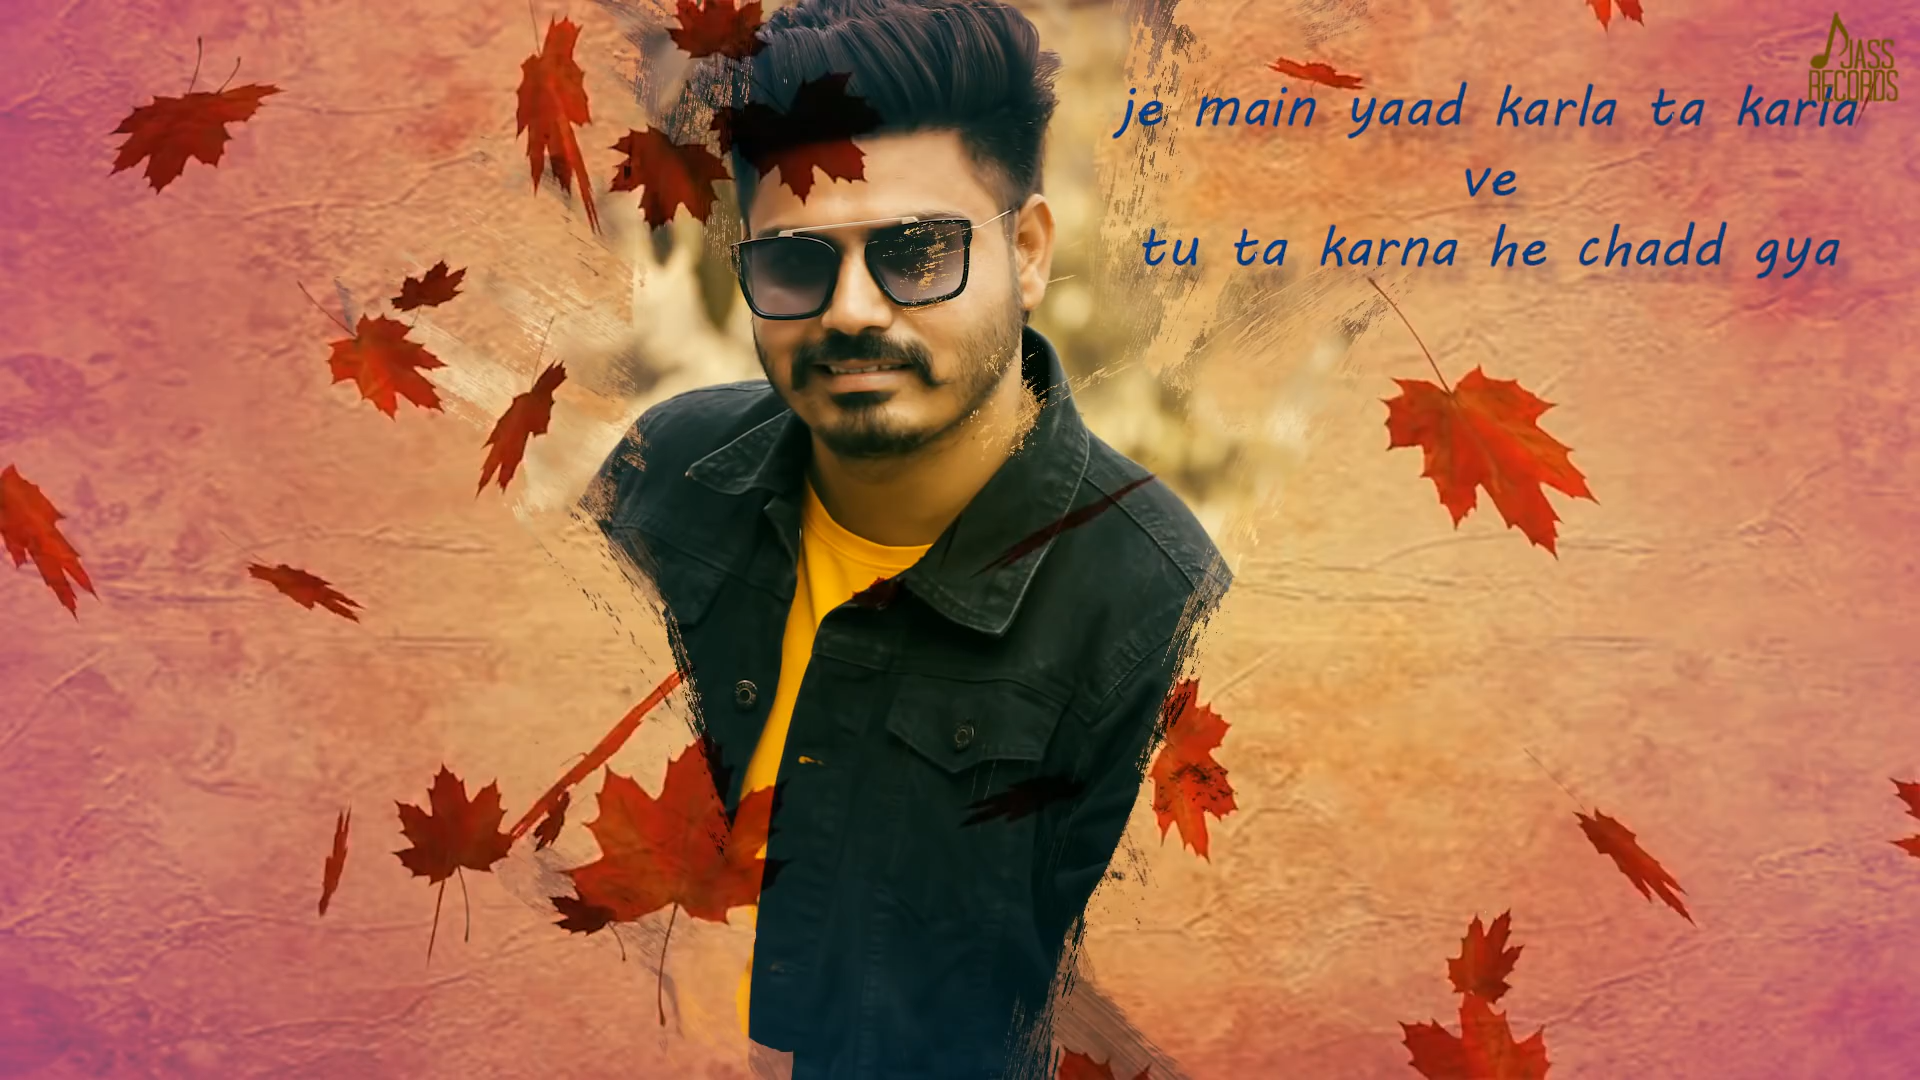 JASS
RECORDS
je main yaad karla ta karla
ve
tu ta karna he chadd gya